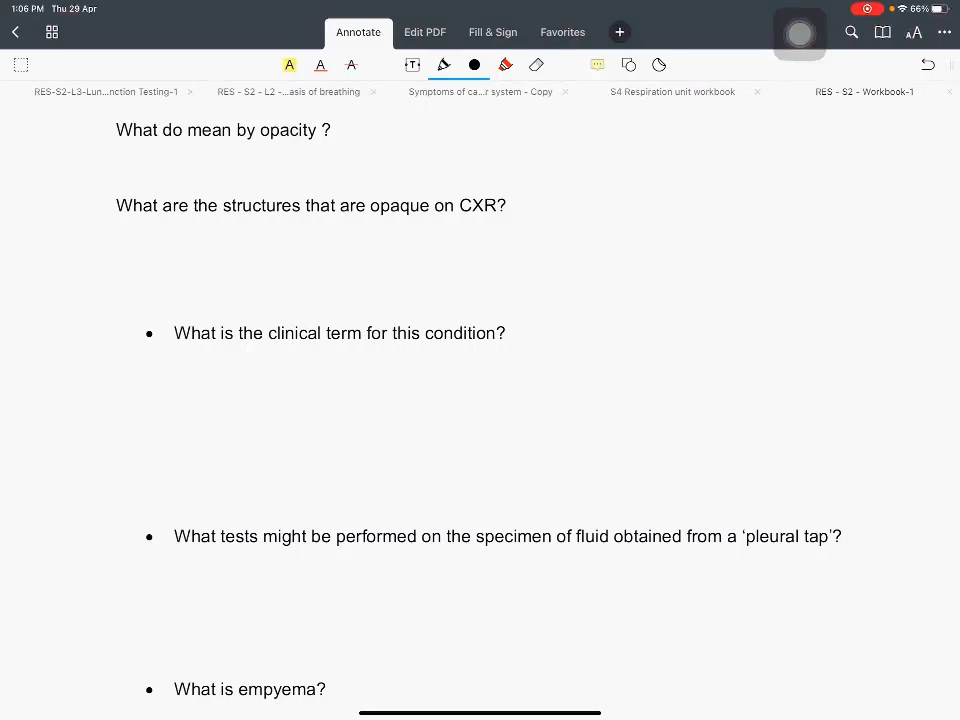 1:06 PM Thu 29 Apr 66%
Annotate Edit PDF Fill & Sign Favorites + AA
A A A T
RES-S2-L3-Lun...nction Testing-1 × RES - S2 - L2 -...asis of breathing × Symptoms of ca...r system - Copy × S4 Respiration unit workbook × RES - S2 - Workbook-1 ×
What do mean by opacity ?
What are the structures that are opaque on CXR?
• What is the clinical term for this condition?
• What tests might be performed on the specimen of fluid obtained from a ‘pleural tap’?
• What is empyema?